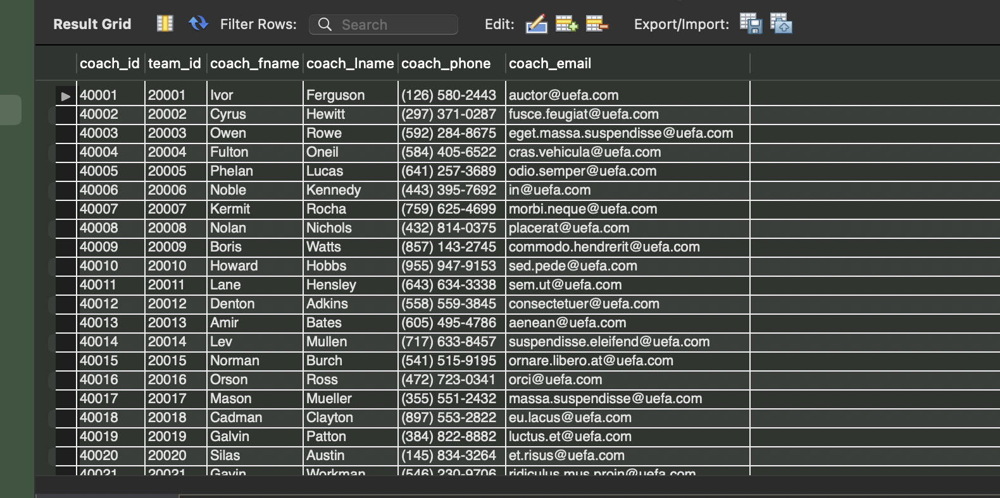 Result Grid Filter Rows: Search Edit: Export/Import:
coach_id team_id coach_fname coach_lname coach_phone coach_email
40001 20001 Ivor Ferguson (126) 580-2443 auctor@uefa.com
40002 20002 Cyrus Hewitt (297) 371-0287 fusce.feugiat@uefa.com
40003 20003 Owen Rowe (592) 284-8675 eget.massa.suspendisse@uefa.com
40004 20004 Fulton Oneil (584) 405-6522 cras.vehicula@uefa.com
40005 20005 Phelan Lucas (641) 257-3689 odio.semper@uefa.com
40006 20006 Noble Kennedy (443) 395-7692 in@uefa.com
40007 20007 Kermit Rocha (759) 625-4699 morbi.neque@uefa.com
40008 20008 Nolan Nichols (432) 814-0375 placerat@uefa.com
40009 20009 Boris Watts (857) 143-2745 commodo.hendrerit@uefa.com
40010 20010 Howard Hobbs (955) 947-9153 sed.pede@uefa.com
40011 20011 Lane Hensley (643) 634-3338 sem.ut@uefa.com
40012 20012 Denton Adkins (558) 559-3845 consectetuer@uefa.com
40013 20013 Amir Bates (605) 495-4786 aenean@uefa.com
40014 20014 Lev Mullen (717) 633-8457 suspendisse.eleifend@uefa.com
40015 20015 Norman Burch (541) 515-9195 ornare.libero.at@uefa.com
40016 20016 Orson Ross (472) 723-0341 orci@uefa.com
40017 20017 Mason Mueller (355) 551-2432 massa.suspendisse@uefa.com
40018 20018 Cadman Clayton (897) 553-2822 eu.lacus@uefa.com
40019 20019 Galvin Patton (384) 822-8882 luctus.et@uefa.com
40020 20020 Silas Austin (145) 834-3264 et.risus@uefa.com
40021 20021 Gavin Workman (546) 230-9706 ridiculus.mus.proin@uefa.com